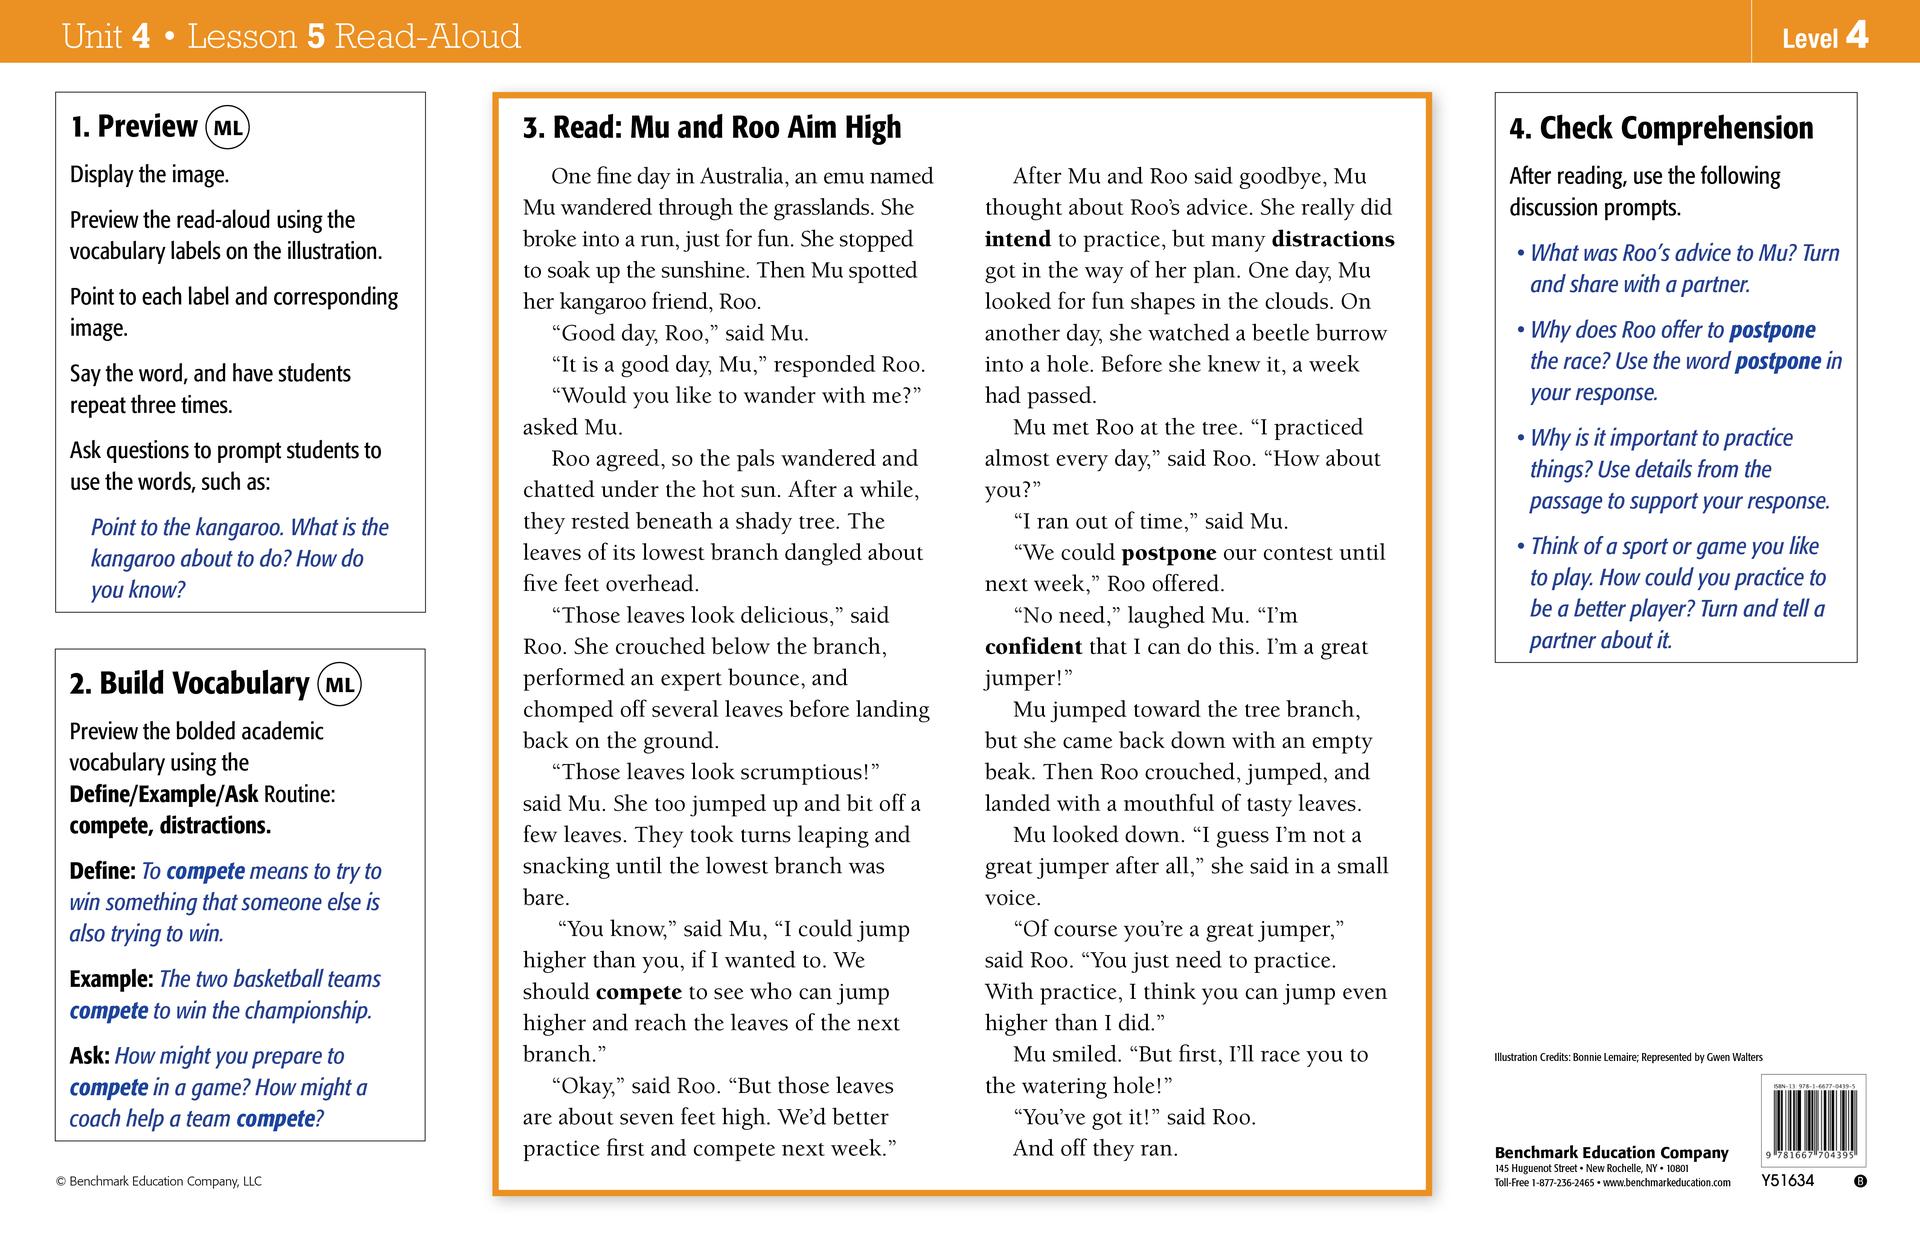 Unit 4 • Lesson 5 Read-Aloud
Level 4
1. Preview ML
Display the image.
Preview the read-aloud using the
vocabulary labels on the illustration.
Point to each label and corresponding
image.
Say the word, and have students
repeat three times.
Ask questions to prompt students to
use the words, such as:
Point to the kangaroo. What is the
kangaroo about to do? How do
you know?
2. Build Vocabulary ML
Preview the bolded academic
vocabulary using the
Define/Example/Ask Routine:
compete, distractions.
Define: To compete means to try to
win something that someone else is
also trying to win.
Example: The two basketball teams
compete to win the championship.
Ask: How might you prepare to
compete in a game? How might a
coach help a team compete?
© Benchmark Education Company, LLC
3. Read: Mu and Roo Aim High
One fine day in Australia, an emu named
Mu wandered through the grasslands. She
broke into a run, just for fun. She stopped
to soak up the sunshine. Then Mu spotted
her kangaroo friend, Roo.
“Good day, Roo,” said Mu.
“It is a good day, Mu,” responded Roo.
“Would you like to wander with me?”
asked Mu.
Roo agreed, so the pals wandered and
chatted under the hot sun. After a while,
they rested beneath a shady tree. The
leaves of its lowest branch dangled about
five feet overhead.
“Those leaves look delicious,” said
Roo. She crouched below the branch,
performed an expert bounce, and
chomped off several leaves before landing
back on the ground.
“Those leaves look scrumptious!”
said Mu. She too jumped up and bit off a
few leaves. They took turns leaping and
snacking until the lowest branch was
bare.
“You know,” said Mu, “I could jump
higher than you, if I wanted to. We
should compete to see who can jump
higher and reach the leaves of the next
branch.”
“Okay,” said Roo. “But those leaves
are about seven feet high. We’d better
practice first and compete next week.”
After Mu and Roo said goodbye, Mu
thought about Roo’s advice. She really did
intend to practice, but many distractions
got in the way of her plan. One day, Mu
looked for fun shapes in the clouds. On
another day, she watched a beetle burrow
into a hole. Before she knew it, a week
had passed.
Mu met Roo at the tree. “I practiced
almost every day,” said Roo. “How about
you?”
“I ran out of time,” said Mu.
“We could postpone our contest until
next week,” Roo offered.
“No need,” laughed Mu. “I’m
confident that I can do this. I’m a great
jumper!”
Mu jumped toward the tree branch,
but she came back down with an empty
beak. Then Roo crouched, jumped, and
landed with a mouthful of tasty leaves.
Mu looked down. “I guess I’m not a
great jumper after all,” she said in a small
voice.
“Of course you’re a great jumper,”
said Roo. “You just need to practice.
With practice, I think you can jump even
higher than I did.”
Mu smiled. “But first, I’ll race you to
the watering hole!”
“You’ve got it!” said Roo.
And off they ran.
4. Check Comprehension
After reading, use the following
discussion prompts.
• What was Roo’s advice to Mu? Turn
and share with a partner.
• Why does Roo offer to postpone
the race? Use the word postpone in
your response.
• Why is it important to practice
things? Use details from the
passage to support your response.
• Think of a sport or game you like
to play. How could you practice to
be a better player? Turn and tell a
partner about it.
Illustration Credits: Bonnie Lemaire; Represented by Gwen Walters
Benchmark Education Company
145 Huguenot Street • New Rochelle, NY • 10801
Toll-Free 1-877-236-2465 • www.benchmarkeducation.com
ISBN-13 978-1-6677-0439-5
9 781667 704395
Y51634
B